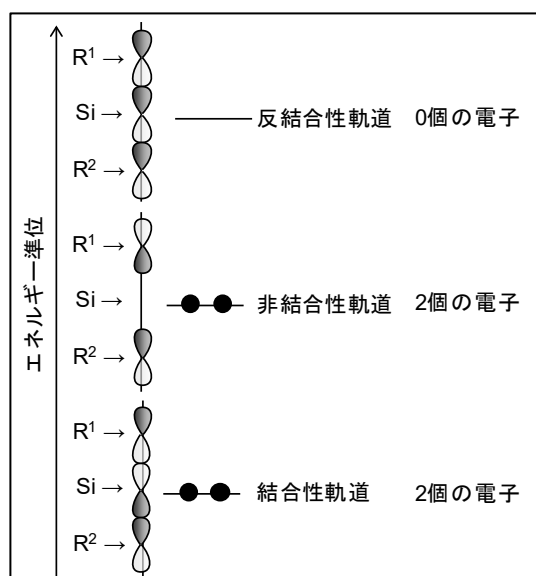 エネルギー準位
R¹ →
Si → 反結合性軌道 0個の電子
R² →
R¹ →
Si → 非結合性軌道 2個の電子
R² →
R¹ →
Si → 結合性軌道 2個の電子
R² →